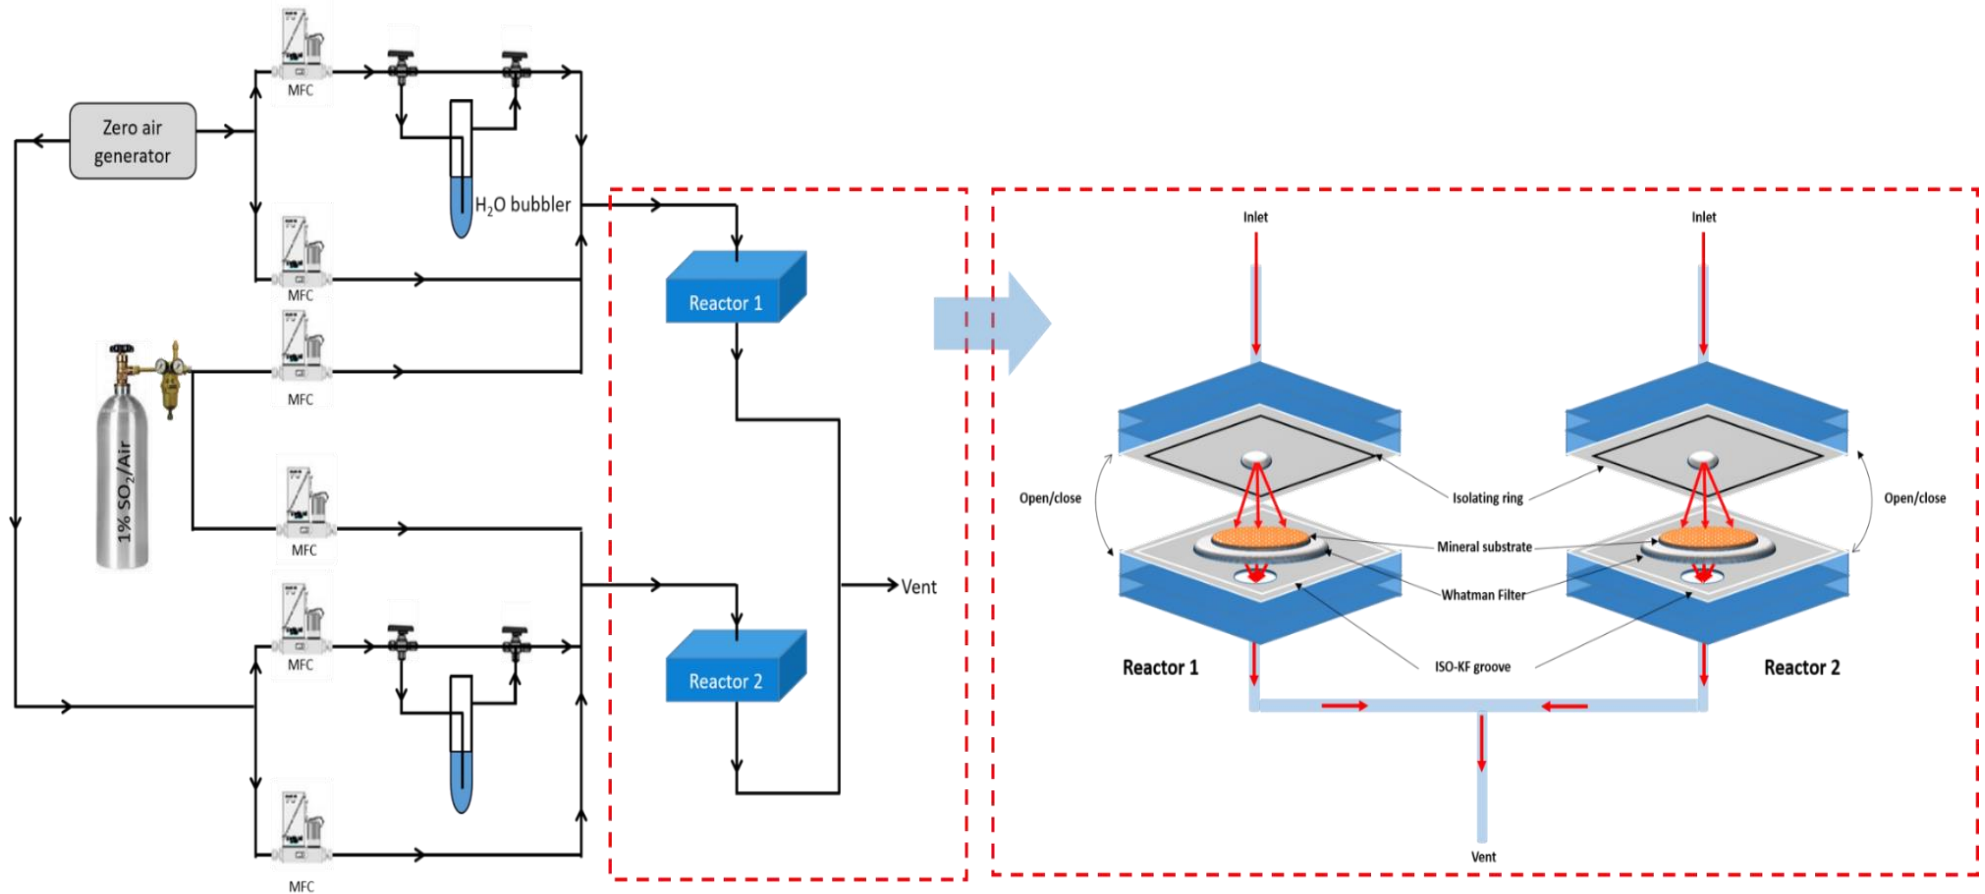 MFC
Zero air
generator
H₂O bubbler
MFC
MFC
1% SO₂/Air
MFC
MFC
MFC
Reactor 1
Reactor 2
Vent
Inlet
Inlet
Open/close
Isolating ring
Open/close
Mineral substrate
Whatman Filter
ISO-KF groove
Reactor 1
Reactor 2
Vent